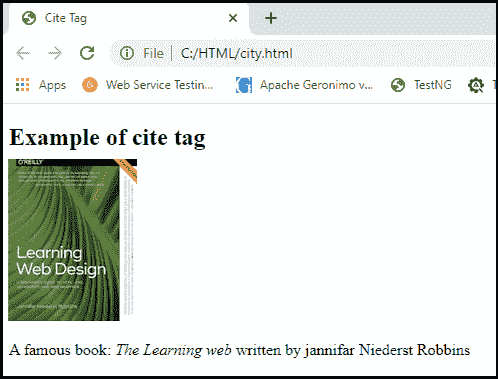 Cite Tag
File | C:/HTML/city.html
Apps Web Service Testin... Apache Geronimo v... TestNG
Example of cite tag
O'REILLY
Learning
Web Design
A famous book: The Learning web written by jannifar Niederst Robbins